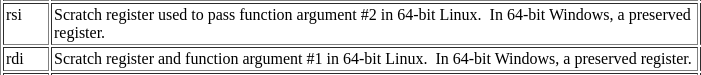 rsi
Scratch register used to pass function argument #2 in 64-bit Linux.  In 64-bit Windows, a preserved
register.
rdi
Scratch register and function argument #1 in 64-bit Linux.  In 64-bit Windows, a preserved register.